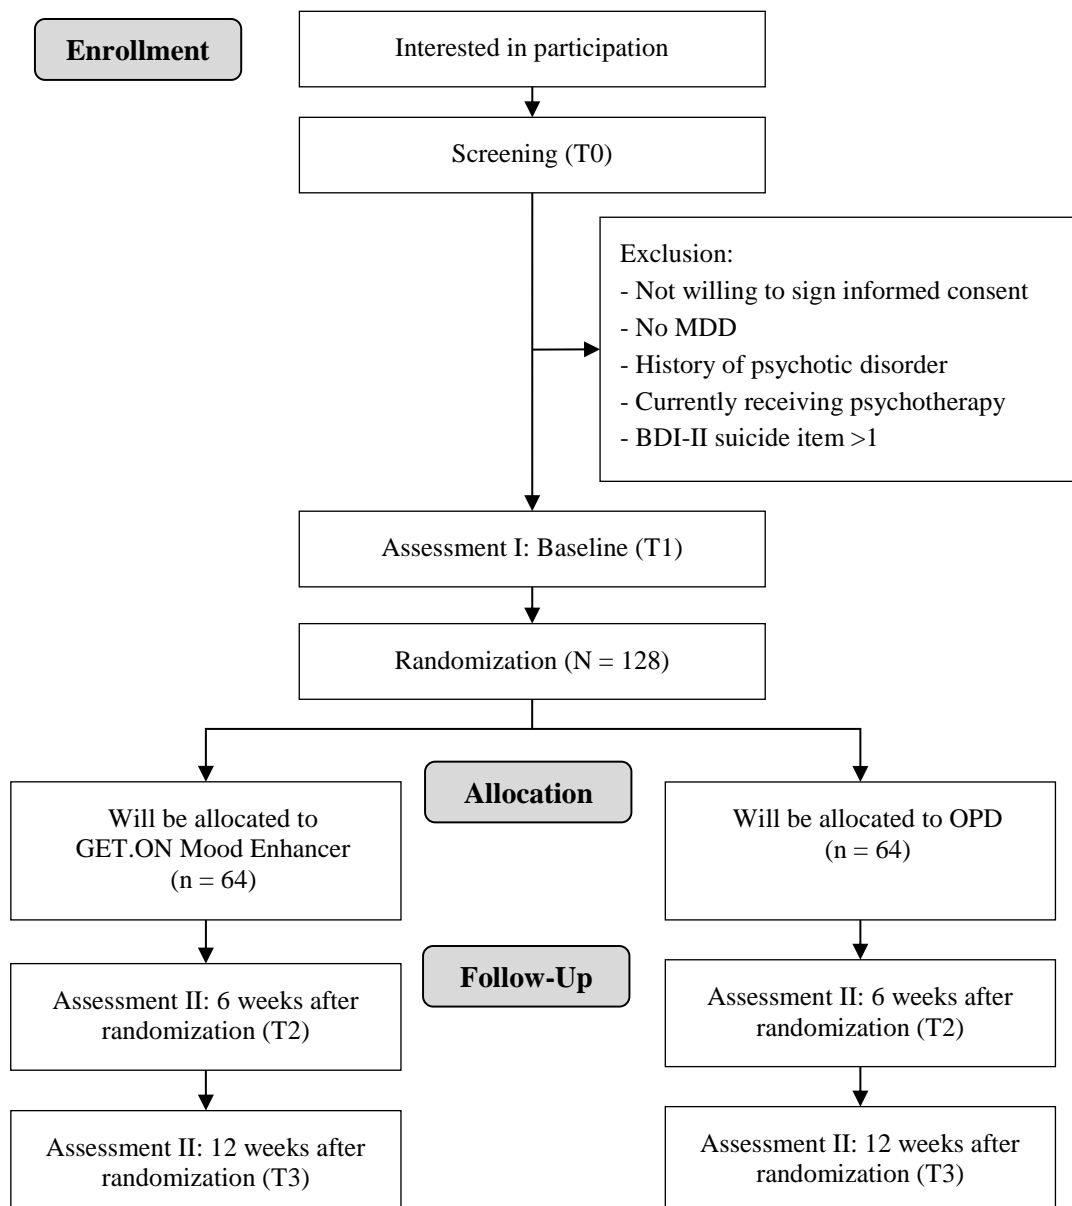 Enrollment
Interested in participation
Screening (T0)
Exclusion:
- Not willing to sign informed consent
- No MDD
- History of psychotic disorder
- Currently receiving psychotherapy
- BDI-II suicide item >1
Assessment I: Baseline (T1)
Randomization (N = 128)
Allocation
Will be allocated to
GET.ON Mood Enhancer
(n = 64)
Will be allocated to OPD
(n = 64)
Follow-Up
Assessment II: 6 weeks after
randomization (T2)
Assessment II: 6 weeks after
randomization (T2)
Assessment II: 12 weeks after
randomization (T3)
Assessment II: 12 weeks after
randomization (T3)